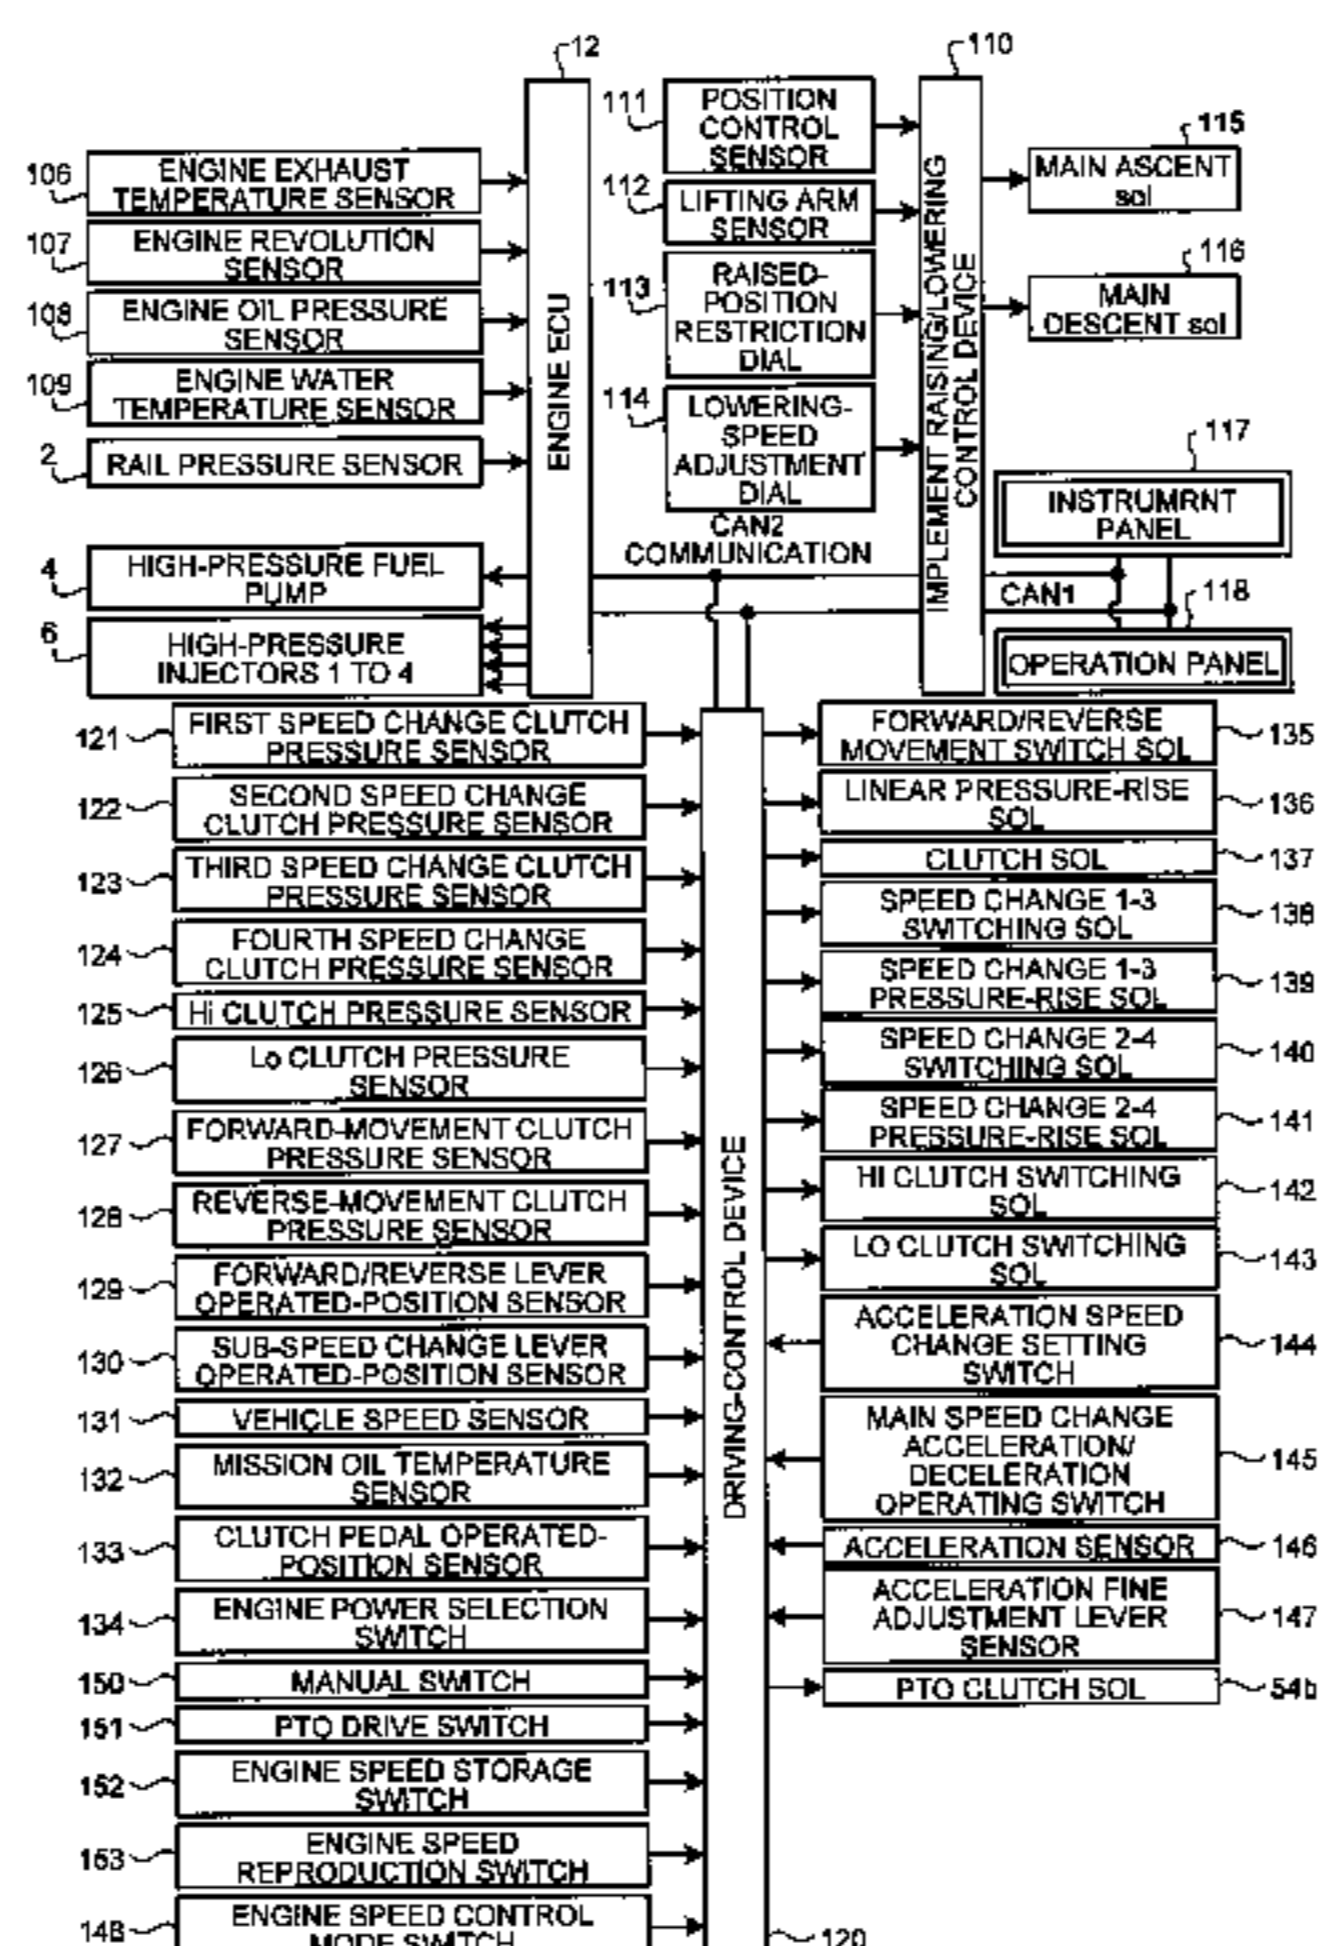 12
106
ENGINE EXHAUST
TEMPERATURE SENSOR
107
ENGINE REVOLUTION
SENSOR
108
ENGINE OIL PRESSURE
SENSOR
109
ENGINE WATER
TEMPERATURE SENSOR
2
RAIL PRESSURE SENSOR
4
HIGH-PRESSURE FUEL
PUMP
6
HIGH-PRESSURE
INJECTORS 1 TO 4
ENGINE ECU
110
111
POSITION
CONTROL
SENSOR
112
LIFTING ARM
SENSOR
113
RAISED-
POSITION
RESTRICTION
DIAL
114
LOWERING-
SPEED
ADJUSTMENT
DIAL
CAN2
COMMUNICATION
IMPLEMENT RAISING/LOWERING
CONTROL DEVICE
115
MAIN ASCENT
sol
116
MAIN
DESCENT sol
117
INSTRUMRNT
PANEL
CAN1
118
OPERATION PANEL
121
FIRST SPEED CHANGE CLUTCH
PRESSURE SENSOR
122
SECOND SPEED CHANGE
CLUTCH PRESSURE SENSOR
123
THIRD SPEED CHANGE CLUTCH
PRESSURE SENSOR
124
FOURTH SPEED CHANGE
CLUTCH PRESSURE SENSOR
125
Hi CLUTCH PRESSURE SENSOR
126
Lo CLUTCH PRESSURE
SENSOR
127
FORWARD-MOVEMENT CLUTCH
PRESSURE SENSOR
128
REVERSE-MOVEMENT CLUTCH
PRESSURE SENSOR
129
FORWARD/REVERSE LEVER
OPERATED-POSITION SENSOR
130
SUB-SPEED CHANGE LEVER
OPERATED-POSITION SENSOR
131
VEHICLE SPEED SENSOR
132
MISSION OIL TEMPERATURE
SENSOR
133
CLUTCH PEDAL OPERATED-
POSITION SENSOR
134
ENGINE POWER SELECTION
SWITCH
150
MANUAL SWITCH
151
PTO DRIVE SWITCH
152
ENGINE SPEED STORAGE
SWITCH
153
ENGINE SPEED
REPRODUCTION SWITCH
148
ENGINE SPEED CONTROL
MODE SWITCH
DRIVING-CONTROL DEVICE
120
FORWARD/REVERSE
MOVEMENT SWITCH SOL
135
LINEAR PRESSURE-RISE
SOL
136
CLUTCH SOL
137
SPEED CHANGE 1-3
SWITCHING SOL
138
SPEED CHANGE 1-3
PRESSURE-RISE SOL
139
SPEED CHANGE 2-4
SWITCHING SOL
140
SPEED CHANGE 2-4
PRESSURE-RISE SOL
141
HI CLUTCH SWITCHING
SOL
142
LO CLUTCH SWITCHING
SOL
143
ACCELERATION SPEED
CHANGE SETTING
SWITCH
144
MAIN SPEED CHANGE
ACCELERATION/
DECELERATION
OPERATING SWITCH
145
ACCELERATION SENSOR
146
ACCELERATION FINE
ADJUSTMENT LEVER
SENSOR
147
PTO CLUTCH SOL
54b